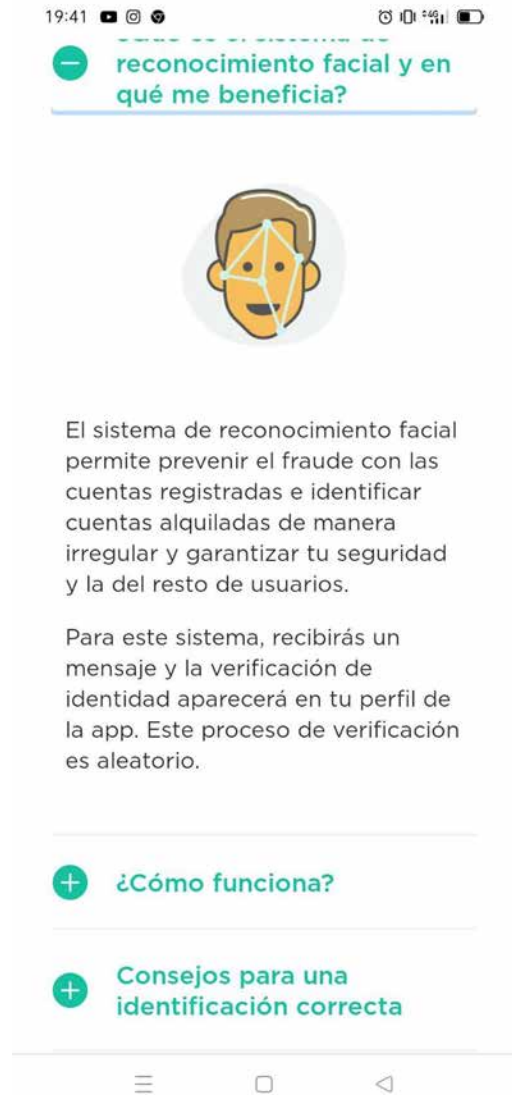 19:41
reconocimiento facial y en
qué me beneficia?
El sistema de reconocimiento facial
permite prevenir el fraude con las
cuentas registradas e identificar
cuentas alquiladas de manera
irregular y garantizar tu seguridad
y la del resto de usuarios.
Para este sistema, recibirás un
mensaje y la verificación de
identidad aparecerá en tu perfil de
la app. Este proceso de verificación
es aleatorio.
¿Cómo funciona?
Consejos para una
identificación correcta